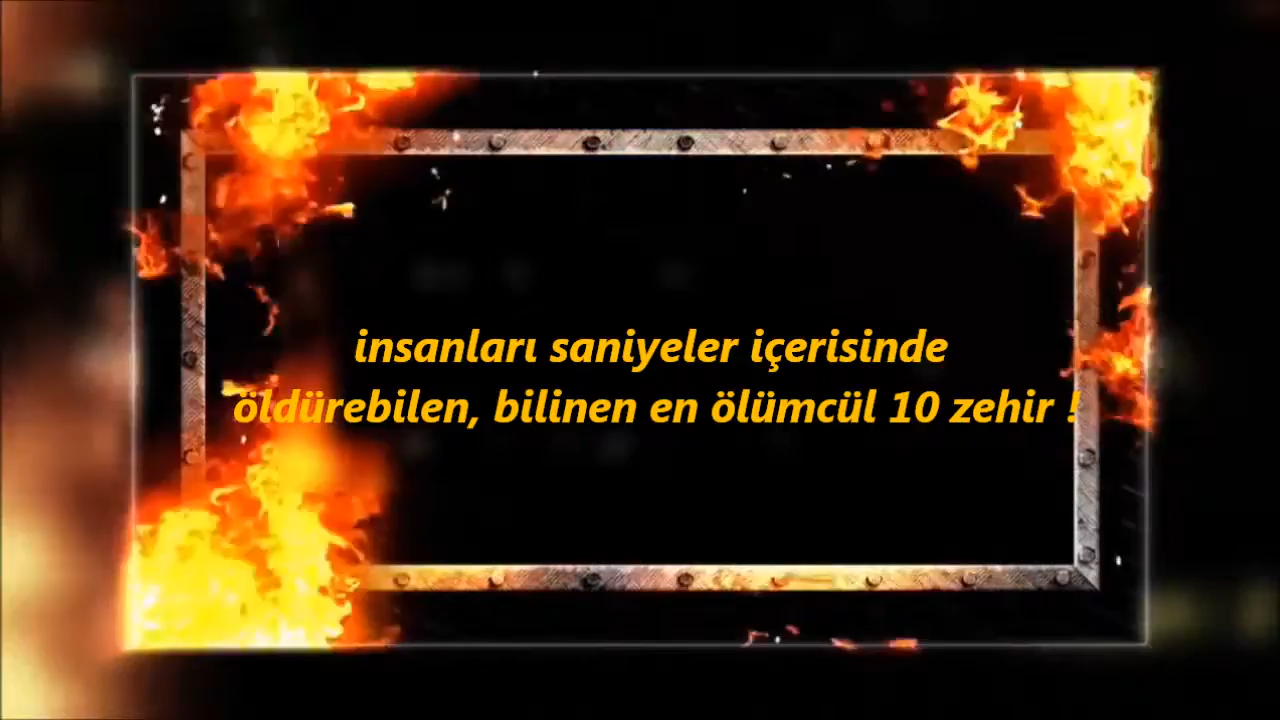 insanları saniyeler içerisinde
öldürebilen, bilinen en ölümcül 10 zehir !